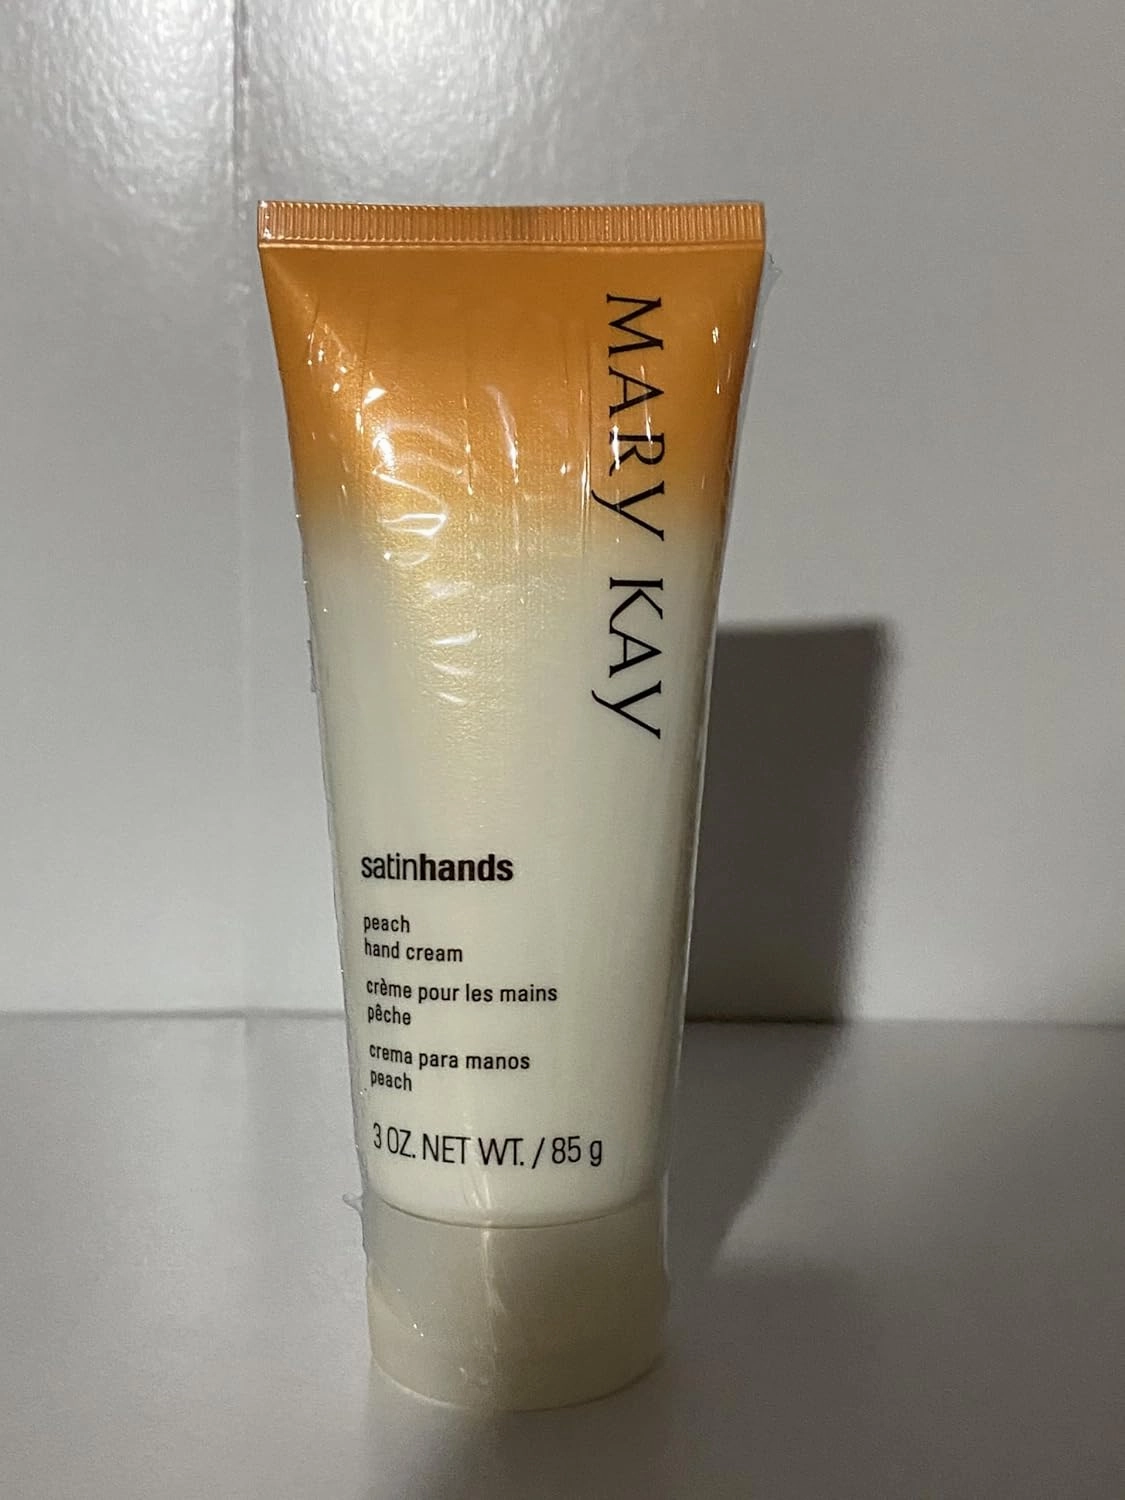 MARY KAY
satinhands
peach
hand cream
crème pour les mains
pêche
crema para manos
peach
3 OZ. NET WT. / 85 g